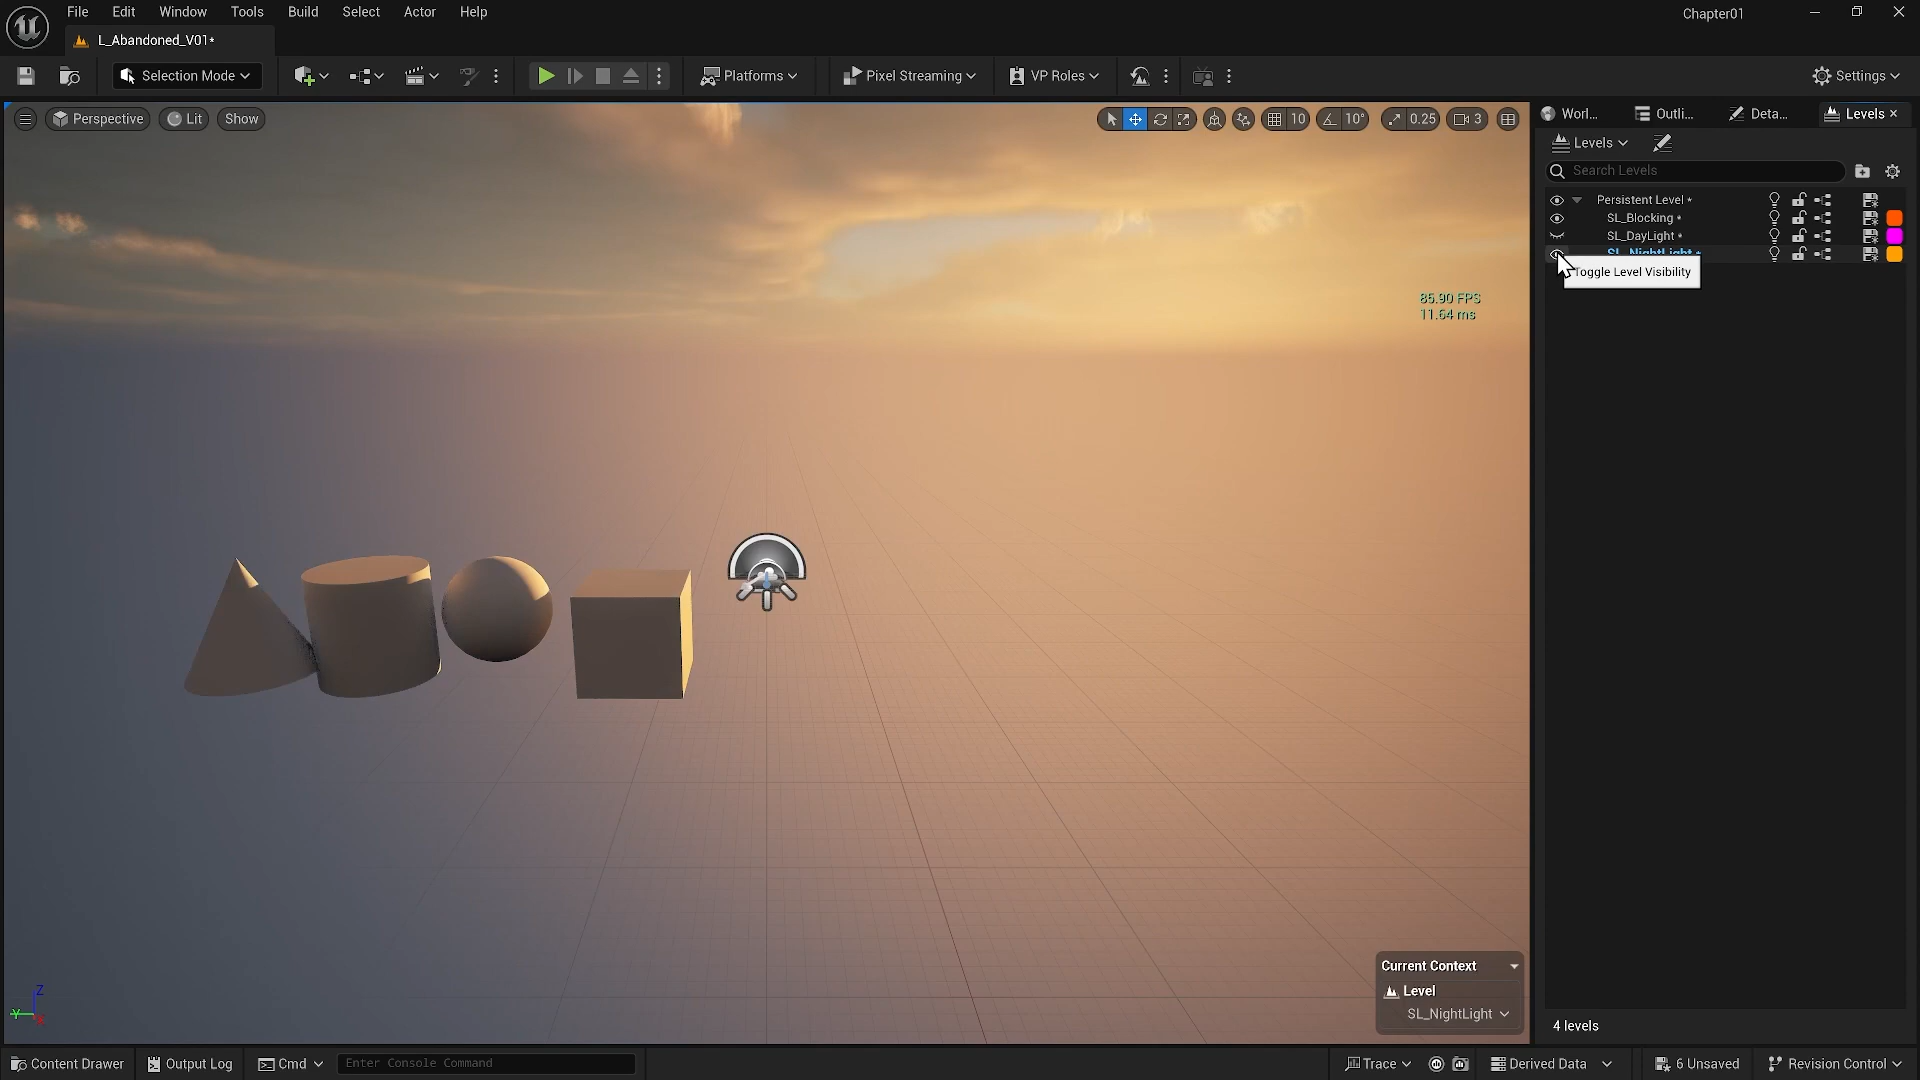 File Edit Window Tools Build Select Actor Help
Chapter01
L_Abandoned_V01*
Selection Mode
Platforms
Pixel Streaming
VP Roles
Settings
Perspective Lit Show
10 10° 0.25 3
Worl... Outli... Deta... Levels
Levels
Search Levels
Persistent Level *
SL_Blocking *
SL_DayLight *
SL_NightLight *
Toggle Level Visibility
85.90 FPS
11.64 ms
Current Context
Level
SL_NightLight
Z
Y
4 levels
Content Drawer Output Log Cmd Enter Console Command Trace Derived Data 6 Unsaved Revision Control